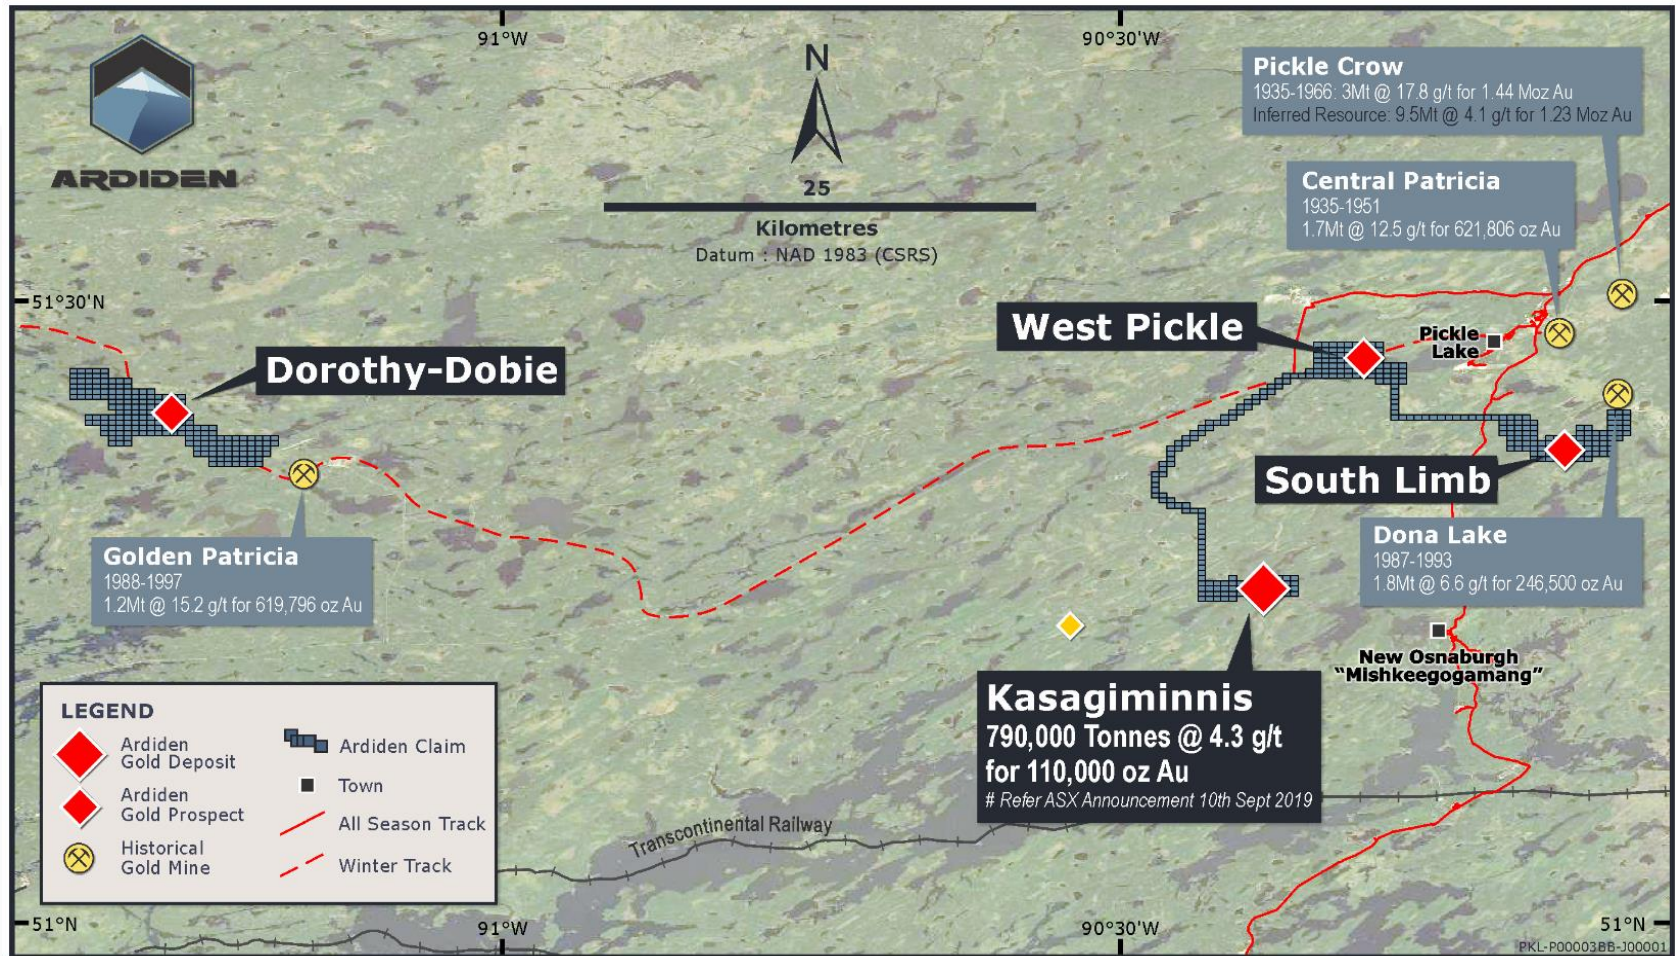 91°W
90°30'W
ARDIDEN
N
25
Kilometres
Datum : NAD 1983 (CSRS)
Pickle Crow
1935-1966: 3Mt @ 17.8 g/t for 1.44 Moz Au
Inferred Resource: 9.5Mt @ 4.1 g/t for 1.23 Moz Au
Central Patricia
1935-1951
1.7Mt @ 12.5 g/t for 621,806 oz Au
51°30'N
West Pickle
Pickle
Lake
Dorothy-Dobie
South Limb
Golden Patricia
1988-1997
1.2Mt @ 15.2 g/t for 619,796 oz Au
Dona Lake
1987-1993
1.8Mt @ 6.6 g/t for 246,500 oz Au
New Osnaburgh
"Mishkeegogamang"
Kasagiminnis
790,000 Tonnes @ 4.3 g/t
for 110,000 oz Au
# Refer ASX Announcement 10th Sept 2019
Transcontinental Railway
LEGEND
Ardiden
Gold Deposit
Ardiden
Gold Prospect
Historical
Gold Mine
Ardiden Claim
Town
All Season Track
Winter Track
51°N
91°W
90°30'W
51°N
PKL-P00003BB-J00001